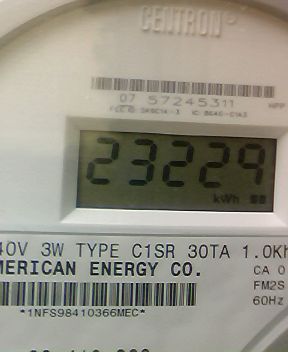 CENTRON®
07 57245311
23229
kWh
40V 3W TYPE C1SR 30TA 1.0Kh
MERICAN ENERGY CO.
CA 0
FM2S
60Hz
*1NFS98410366MEC*